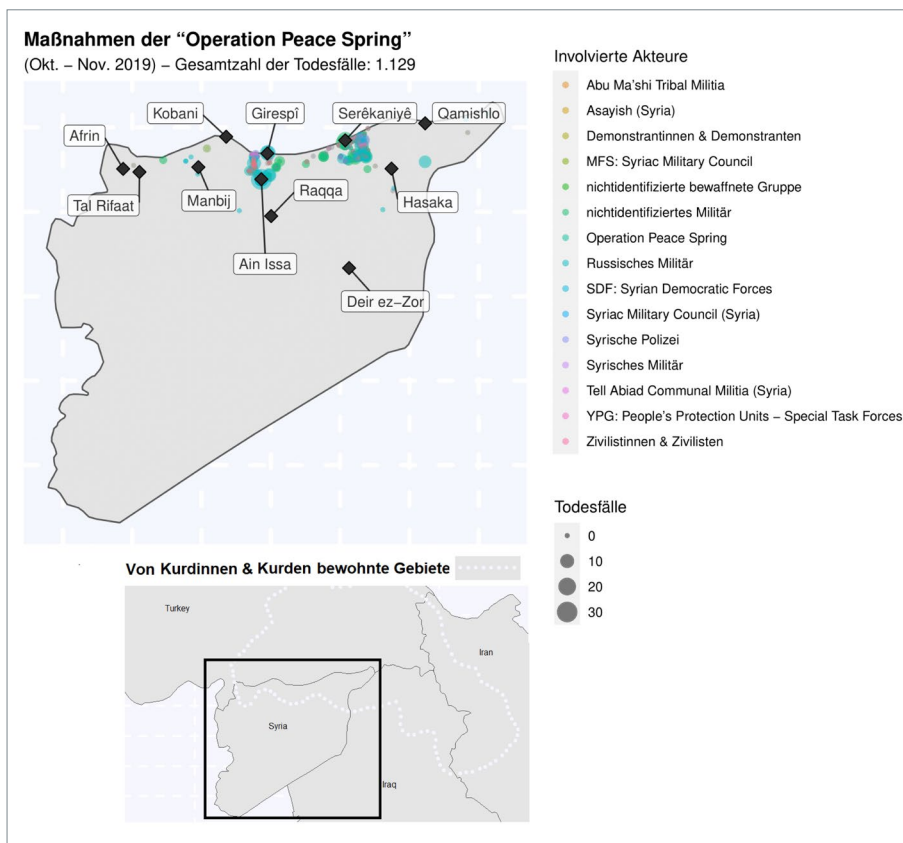 Maßnahmen der “Operation Peace Spring”
(Okt. – Nov. 2019) – Gesamtzahl der Todesfälle: 1.129
Kobani
Girespî
Serêkaniyê
Qamishlo
Afrin
Tal Rifaat
Manbij
Raqqa
Hasaka
Ain Issa
Deir ez–Zor
Involvierte Akteure
Abu Ma’shi Tribal Militia
Asayish (Syria)
Demonstrantinnen & Demonstranten
MFS: Syriac Military Council
nichtidentifizierte bewaffnete Gruppe
nichtidentifiziertes Militär
Operation Peace Spring
Russisches Militär
SDF: Syrian Democratic Forces
Syriac Military Council (Syria)
Syrische Polizei
Syrisches Militär
Tell Abiad Communal Militia (Syria)
YPG: People’s Protection Units – Special Task Forces
Zivilistinnen & Zivilisten
Todesfälle
0
10
20
30
Von Kurdinnen & Kurden bewohnte Gebiete
Turkey
Iran
Syria
Iraq